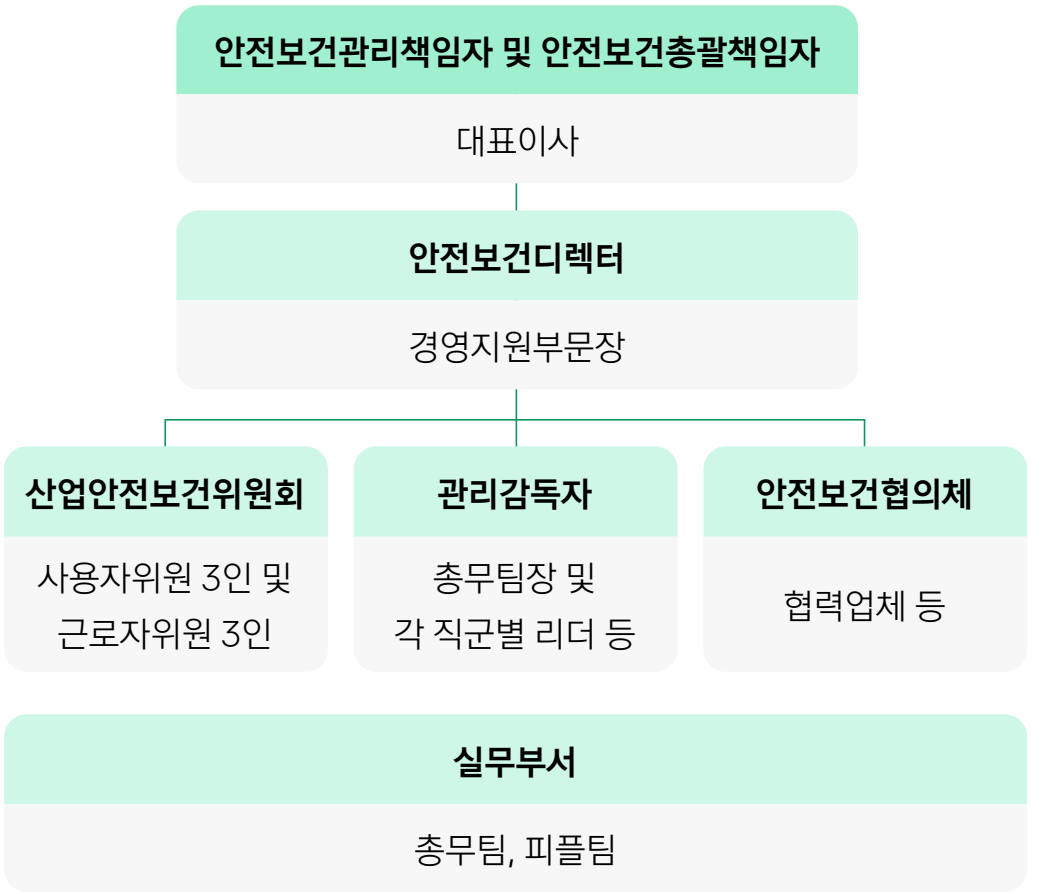 안전보건관리책임자 및 안전보건총괄책임자
대표이사
안전보건디렉터
경영지원부문장
산업안전보건위원회
사용자위원 3인 및
근로자위원 3인
관리감독자
총무팀장 및
각 직군별 리더 등
안전보건협의체
협력업체 등
실무부서
총무팀, 피플팀